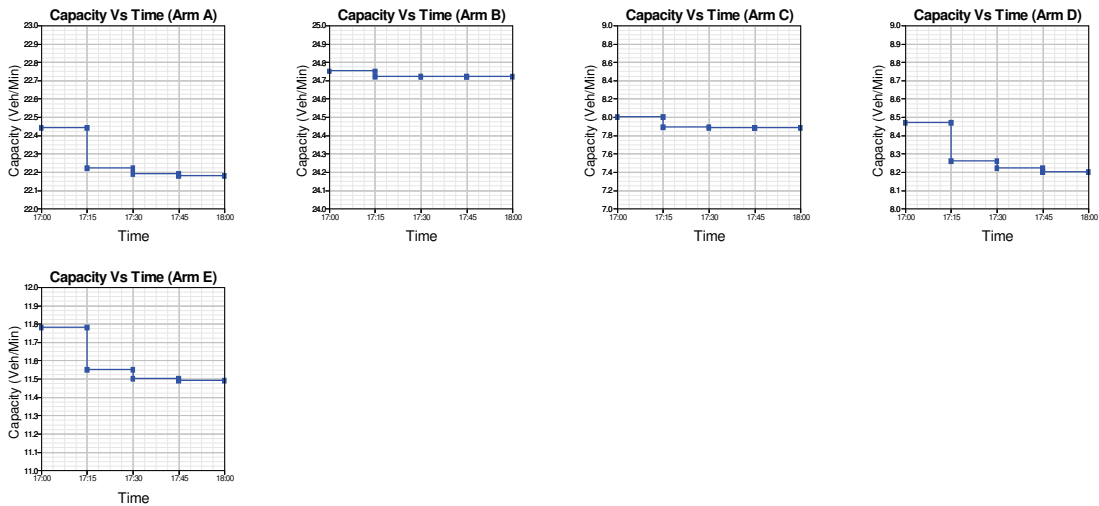 Capacity Vs Time (Arm A)
Capacity (Veh/Min)
23.0
22.9
22.8
22.7
22.6
22.5
22.4
22.3
22.2
22.1
22.0
17:00 17:15 17:30 17:45 18:00
Time
Capacity Vs Time (Arm B)
Capacity (Veh/Min)
25.0
24.9
24.8
24.7
24.6
24.5
24.4
24.3
24.2
24.1
24.0
17:00 17:15 17:30 17:45 18:00
Time
Capacity Vs Time (Arm C)
Capacity (Veh/Min)
9.0
8.8
8.6
8.4
8.2
8.0
7.8
7.6
7.4
7.2
7.0
17:00 17:15 17:30 17:45 18:00
Time
Capacity Vs Time (Arm D)
Capacity (Veh/Min)
9.0
8.9
8.8
8.7
8.6
8.5
8.4
8.3
8.2
8.1
8.0
17:00 17:15 17:30 17:45 18:00
Time
Capacity Vs Time (Arm E)
Capacity (Veh/Min)
12.0
11.9
11.8
11.7
11.6
11.5
11.4
11.3
11.2
11.1
11.0
17:00 17:15 17:30 17:45 18:00
Time